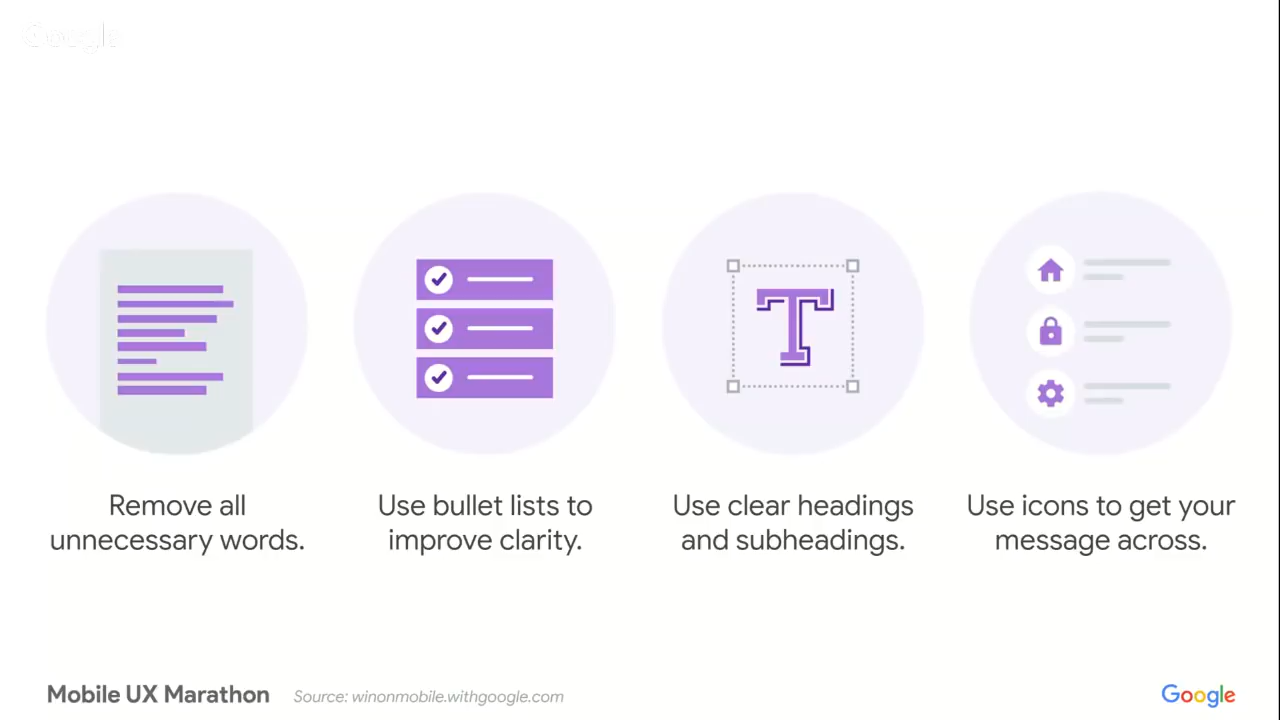 Google
Remove all
unnecessary words.
Use bullet lists to
improve clarity.
Use clear headings
and subheadings.
Use icons to get your
message across.
Mobile UX Marathon
Source: winonmobile.withgoogle.com
Google